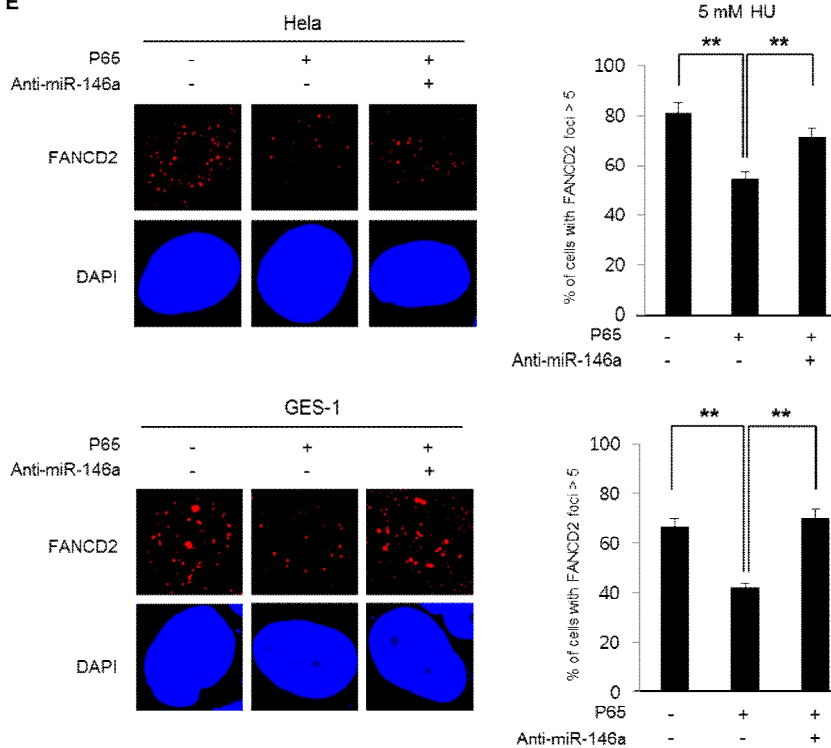 E
Hela
P65 - + +
Anti-miR-146a - - +
FANCD2
DAPI
5 mM HU
** **
% of cells with FANCD2 foci > 5
100
80
60
40
20
0
P65 - + +
Anti-miR-146a - - +
GES-1
P65 - + +
Anti-miR-146a - - +
FANCD2
DAPI
** **
% of cells with FANCD2 foci > 5
100
80
60
40
20
0
P65 - + +
Anti-miR-146a - - +